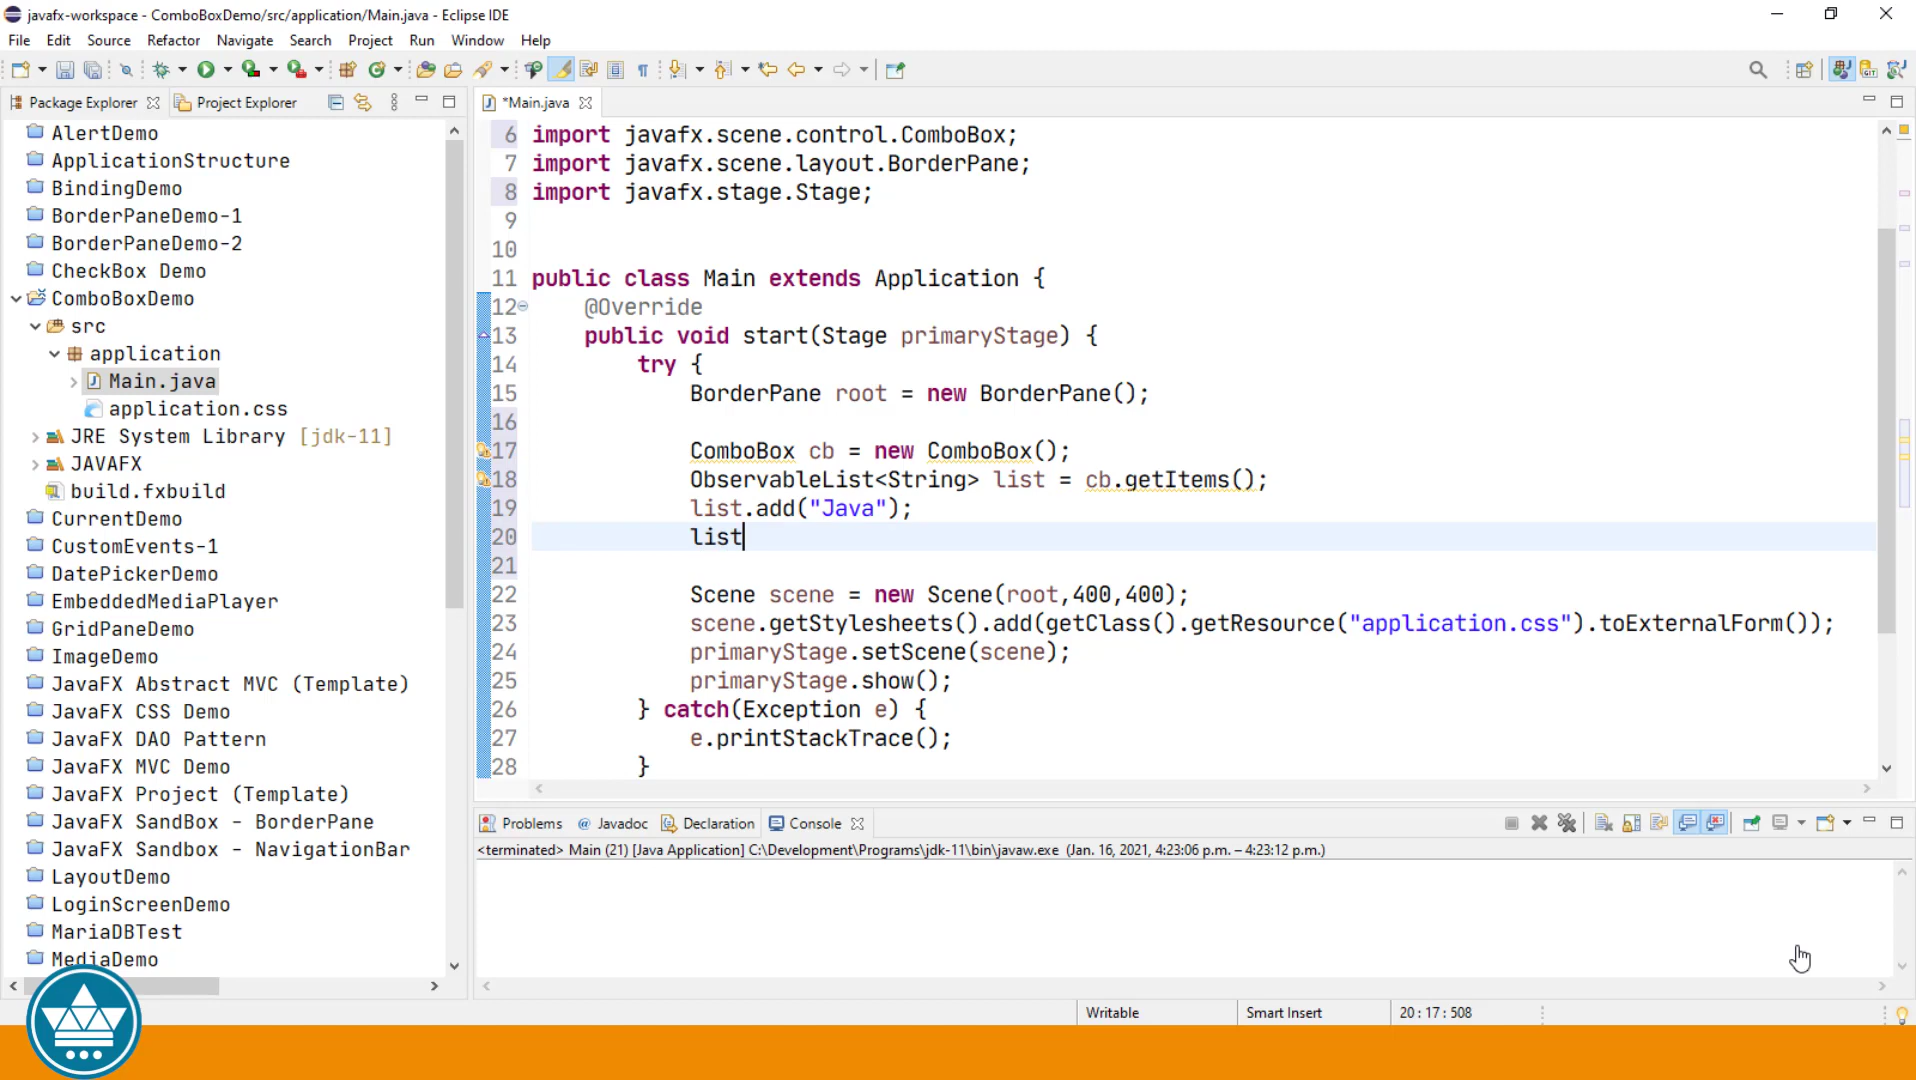 javafx-workspace - ComboBoxDemo/src/application/Main.java - Eclipse IDE
File Edit Source Refactor Navigate Search Project Run Window Help
Package Explorer Project Explorer
AlertDemo
ApplicationStructure
BindingDemo
BorderPaneDemo-1
BorderPaneDemo-2
CheckBox Demo
ComboBoxDemo
src
application
Main.java
application.css
JRE System Library [jdk-11]
JAVAFX
build.fxbuild
CurrentDemo
CustomEvents-1
DatePickerDemo
EmbeddedMediaPlayer
GridPaneDemo
ImageDemo
JavaFX Abstract MVC (Template)
JavaFX CSS Demo
JavaFX DAO Pattern
JavaFX MVC Demo
JavaFX Project (Template)
JavaFX SandBox - BorderPane
JavaFX Sandbox - NavigationBar
LayoutDemo
LoginScreenDemo
MariaDBTest
MediaDemo
*Main.java
6 import javafx.scene.control.ComboBox;
7 import javafx.scene.layout.BorderPane;
8 import javafx.stage.Stage;
9
10
11 public class Main extends Application {
12 @Override
13 public void start(Stage primaryStage) {
14 try {
15 BorderPane root = new BorderPane();
16
17 ComboBox cb = new ComboBox();
18 ObservableList<String> list = cb.getItems();
19 list.add("Java");
20 list
21
22 Scene scene = new Scene(root,400,400);
23 scene.getStylesheets().add(getClass().getResource("application.css").toExternalForm());
24 primaryStage.setScene(scene);
25 primaryStage.show();
26 } catch(Exception e) {
27 e.printStackTrace();
28 }
Problems Javadoc Declaration Console
<terminated> Main (21) [Java Application] C:\Development\Programs\jdk-11\bin\javaw.exe (Jan. 16, 2021, 4:23:06 p.m. – 4:23:12 p.m.)
Writable Smart Insert 20 : 17 : 508